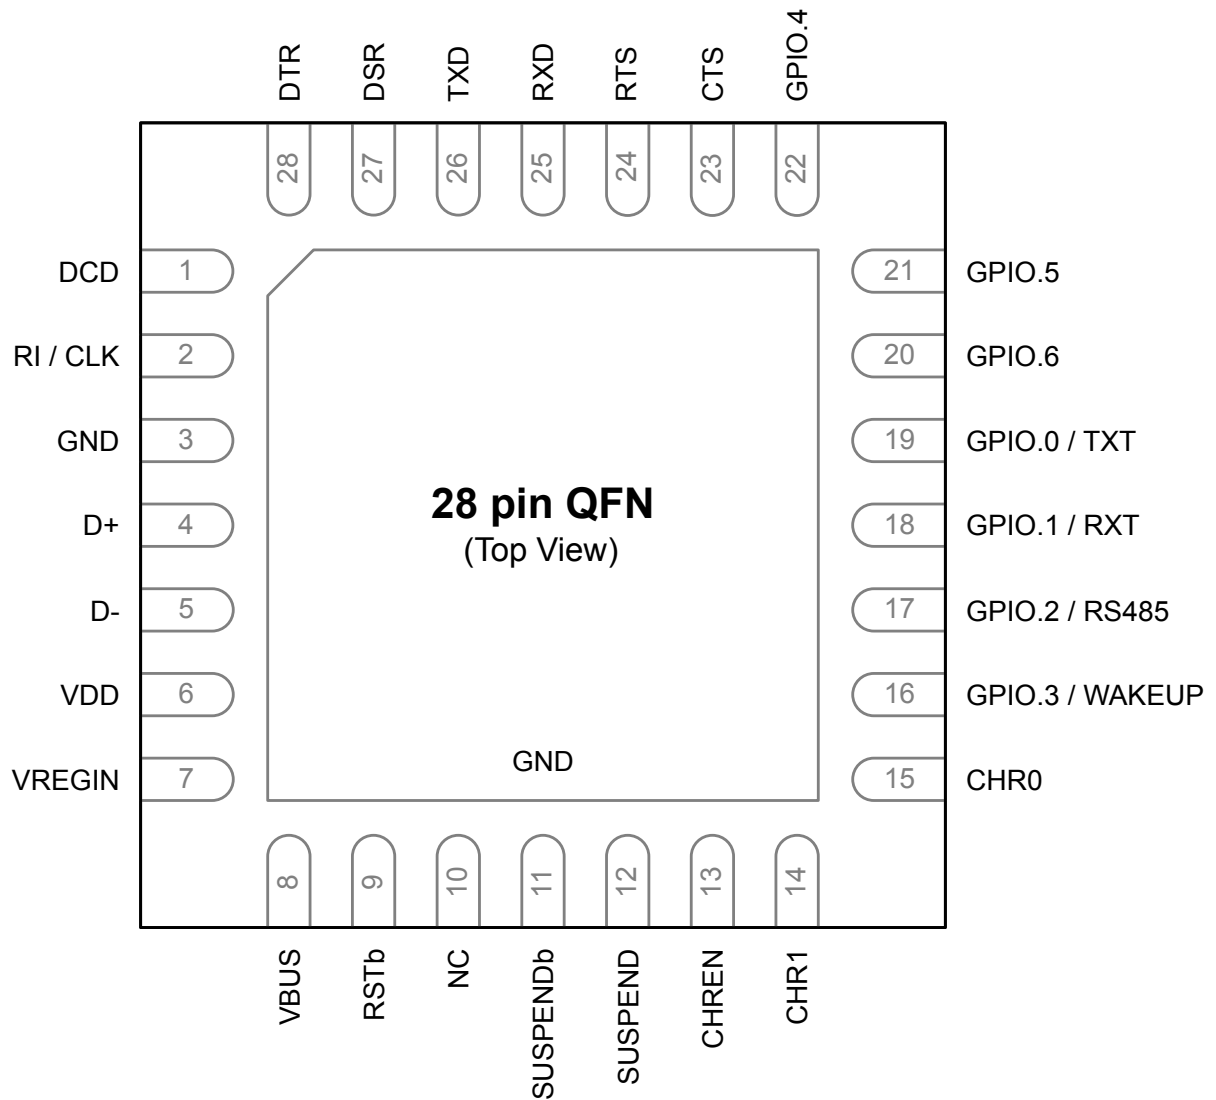 DTR
DSR
TXD
RXD
RTS
CTS
GPIO.4
28
27
26
25
24
23
22
DCD 1
21 GPIO.5
RI / CLK 2
20 GPIO.6
GND 3
19 GPIO.0 / TXT
D+ 4
18 GPIO.1 / RXT
D- 5
17 GPIO.2 / RS485
VDD 6
16 GPIO.3 / WAKEUP
VREGIN 7
15 CHR0
28 pin QFN
(Top View)
GND
8
9
10
11
12
13
14
VBUS
RSTb
NC
SUSPENDb
SUSPEND
CHREN
CHR1